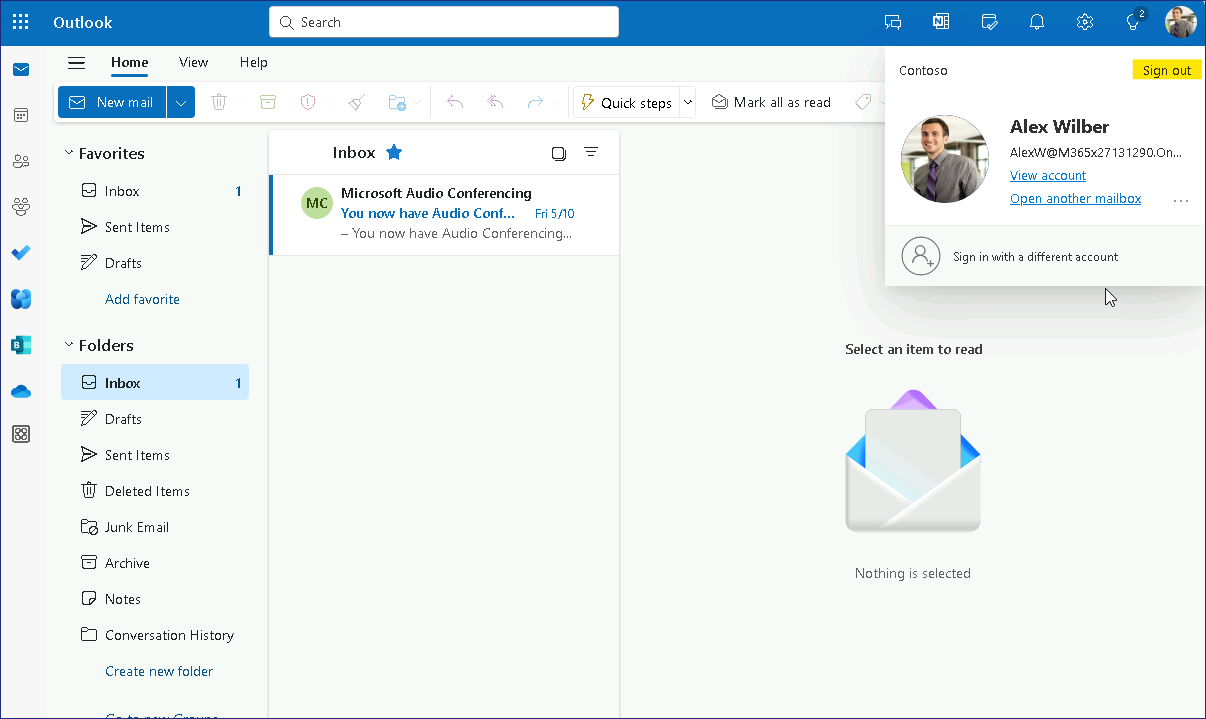 Outlook
Search
2
Home
View
Help
New mail
Quick steps
Mark all as read
Contoso
Sign out
Alex Wilber
AlexW@M365x27131290.On...
View account
Open another mailbox
Sign in with a different account
Favorites
Inbox 1
Sent Items
Drafts
Add favorite
Folders
Inbox 1
Drafts
Sent Items
Deleted Items
Junk Email
Archive
Notes
Conversation History
Create new folder
Go to new Groups
Inbox
MC
Microsoft Audio Conferencing
You now have Audio Conf... Fri 5/10
– You now have Audio Conferencing...
Select an item to read
Nothing is selected
N
B